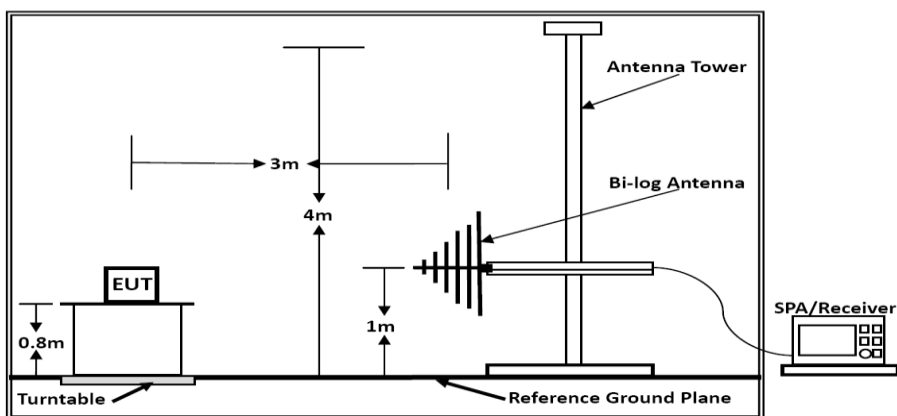 Antenna Tower
3m
Bi-log Antenna
4m
EUT
SPA/Receiver
0.8m
1m
Turntable
Reference Ground Plane